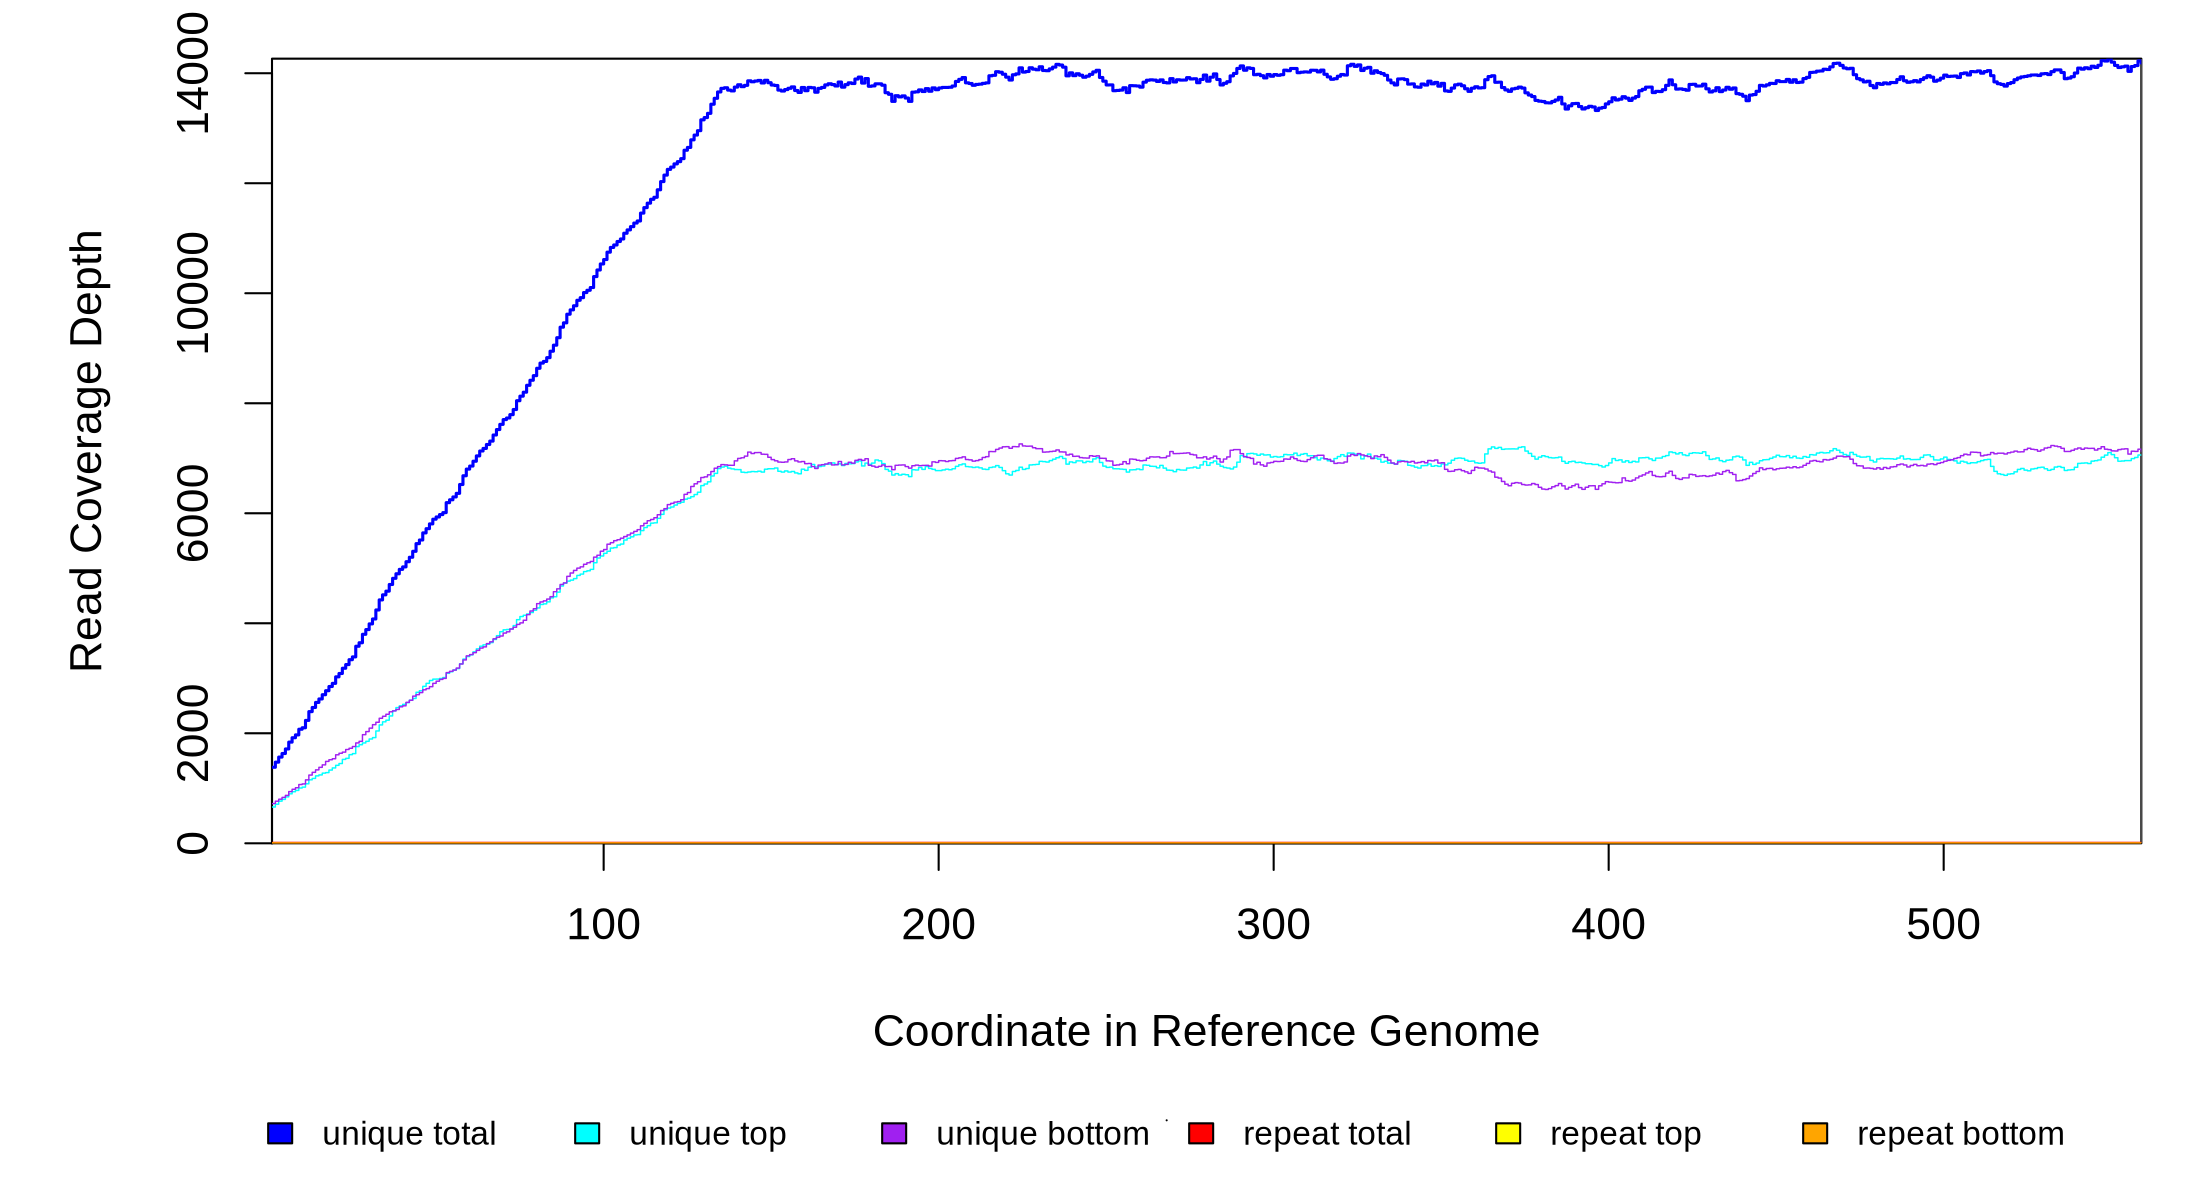 14000
10000
6000
2000
0
Read Coverage Depth
100 200 300 400 500
Coordinate in Reference Genome
unique total unique top unique bottom repeat total repeat top repeat bottom